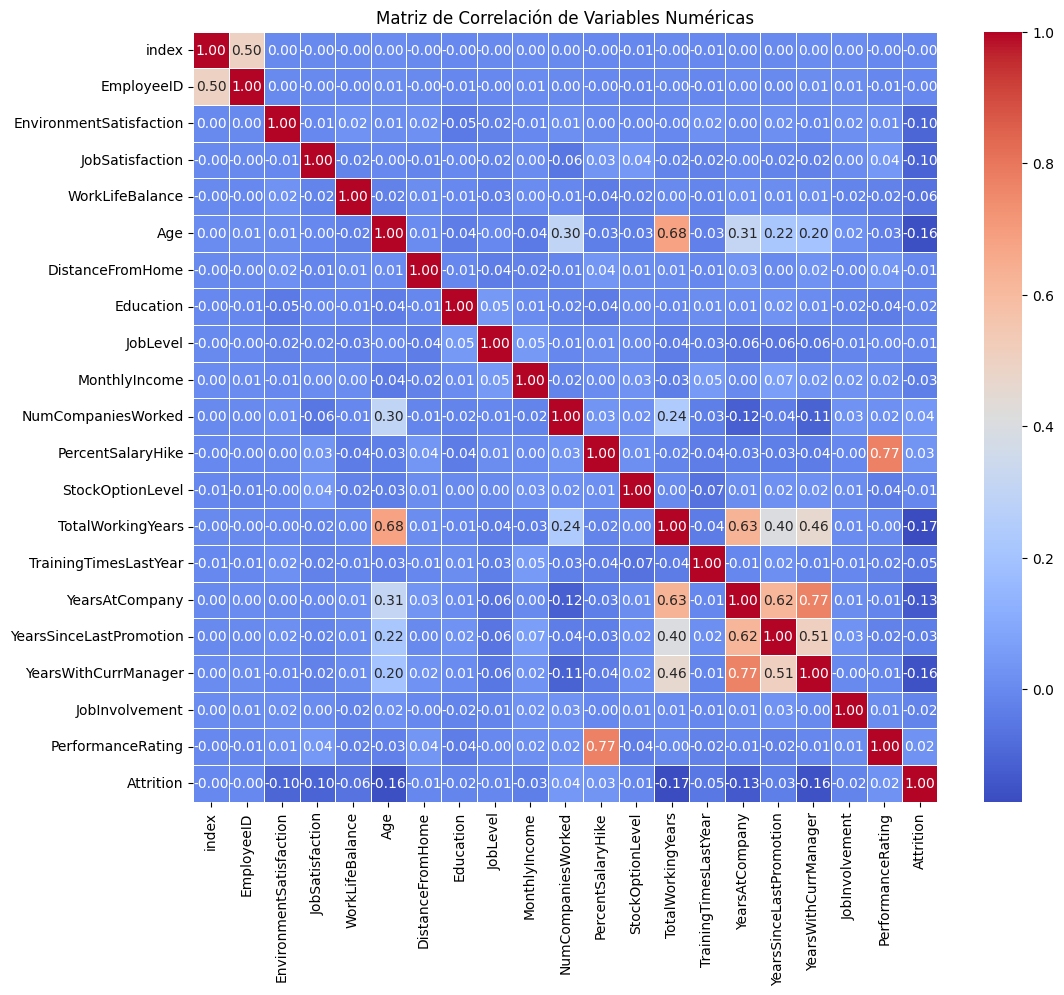 Matriz de Correlación de Variables Numéricas
index 1.00 0.50 0.00 -0.00 -0.00 0.00 -0.00 -0.00 -0.00 0.00 0.00 -0.00 -0.01 -0.00 -0.01 0.00 0.00 0.00 0.00 -0.00 -0.00
EmployeeID 0.50 1.00 0.00 -0.00 -0.00 0.01 -0.00 -0.01 -0.00 0.01 0.00 -0.00 -0.01 -0.00 -0.01 0.00 0.00 0.01 0.01 -0.01 -0.00
EnvironmentSatisfaction 0.00 0.00 1.00 -0.01 0.02 0.01 0.02 -0.05 -0.02 -0.01 0.01 0.00 -0.00 -0.00 0.02 0.00 0.02 -0.01 0.02 0.01 -0.10
JobSatisfaction -0.00 -0.00 -0.01 1.00 -0.02 -0.00 -0.01 -0.00 -0.02 0.00 -0.06 0.03 0.04 -0.02 -0.02 -0.00 -0.02 -0.02 0.00 0.04 -0.10
WorkLifeBalance -0.00 -0.00 0.02 -0.02 1.00 -0.02 0.01 -0.01 -0.03 0.00 -0.01 -0.04 -0.02 0.00 -0.01 0.01 0.01 0.01 -0.02 -0.02 -0.06
Age 0.00 0.01 0.01 -0.00 -0.02 1.00 0.01 -0.04 -0.00 -0.04 0.30 -0.03 -0.03 0.68 -0.03 0.31 0.22 0.20 0.02 -0.03 -0.16
DistanceFromHome -0.00 -0.00 0.02 -0.01 0.01 0.01 1.00 -0.01 -0.04 -0.02 -0.01 0.04 0.01 0.01 -0.01 0.03 0.00 0.02 -0.00 0.04 -0.01
Education -0.00 -0.01 -0.05 -0.00 -0.01 -0.04 -0.01 1.00 0.05 0.01 -0.02 -0.04 0.00 -0.01 -0.01 0.01 0.02 0.01 -0.02 -0.04 -0.02
JobLevel -0.00 -0.00 -0.02 -0.02 -0.03 -0.00 -0.04 0.05 1.00 0.05 -0.01 0.01 0.00 -0.04 -0.03 -0.06 -0.06 -0.06 -0.01 -0.00 -0.01
MonthlyIncome 0.00 0.01 -0.01 0.00 0.00 -0.04 -0.02 0.01 0.05 1.00 -0.02 0.00 0.03 -0.03 0.05 0.00 0.07 0.02 0.02 0.02 -0.03
NumCompaniesWorked 0.00 0.00 0.01 -0.06 -0.01 0.30 -0.01 -0.02 -0.01 -0.02 1.00 0.03 0.02 0.24 -0.03 -0.12 -0.04 -0.11 0.03 0.02 0.04
PercentSalaryHike -0.00 -0.00 0.00 0.03 -0.04 -0.03 0.04 -0.04 0.01 0.00 0.03 1.00 0.01 -0.02 -0.04 -0.03 -0.03 -0.04 -0.00 0.77 0.03
StockOptionLevel -0.01 -0.01 -0.00 0.04 -0.02 -0.03 0.01 0.00 0.00 0.03 0.02 0.01 1.00 0.00 -0.07 0.01 0.02 0.02 0.01 -0.04 -0.01
TotalWorkingYears -0.00 -0.00 -0.00 -0.02 0.00 0.68 0.01 -0.01 -0.04 -0.03 0.24 -0.02 0.00 1.00 -0.04 0.63 0.40 0.46 0.01 -0.00 -0.17
TrainingTimesLastYear -0.01 -0.01 0.02 -0.02 -0.01 -0.03 -0.01 -0.01 -0.03 0.05 -0.03 -0.04 -0.07 -0.04 1.00 -0.01 0.02 -0.01 -0.01 -0.02 -0.05
YearsAtCompany 0.00 0.00 0.00 -0.00 0.01 0.31 0.03 0.01 -0.06 0.00 -0.12 -0.03 0.01 0.63 -0.01 1.00 0.62 0.77 0.01 -0.01 -0.13
YearsSinceLastPromotion 0.00 0.00 0.02 -0.02 0.01 0.22 0.00 0.02 -0.06 0.07 -0.04 -0.03 0.02 0.40 0.02 0.62 1.00 0.51 0.03 -0.02 -0.03
YearsWithCurrManager 0.00 0.01 -0.01 -0.02 0.01 0.20 0.02 0.01 -0.06 0.02 -0.11 -0.04 0.02 0.46 -0.01 0.77 0.51 1.00 -0.00 0.01 -0.16
JobInvolvement 0.00 0.01 0.02 0.00 -0.02 0.02 -0.00 -0.02 -0.01 0.02 0.03 -0.00 0.01 0.01 -0.01 0.01 0.03 -0.00 1.00 0.01 -0.02
PerformanceRating -0.00 -0.01 0.01 0.04 -0.02 -0.03 0.04 -0.04 -0.00 0.02 0.02 0.77 -0.04 -0.00 -0.02 -0.01 -0.02 0.01 0.01 1.00 0.02
Attrition -0.00 -0.00 -0.10 -0.10 -0.06 -0.16 -0.01 -0.02 -0.01 -0.03 0.04 0.03 -0.01 -0.17 -0.05 -0.13 -0.03 -0.16 -0.02 0.02 1.00
index
EmployeeID
EnvironmentSatisfaction
JobSatisfaction
WorkLifeBalance
Age
DistanceFromHome
Education
JobLevel
MonthlyIncome
NumCompaniesWorked
PercentSalaryHike
StockOptionLevel
TotalWorkingYears
TrainingTimesLastYear
YearsAtCompany
YearsSinceLastPromotion
YearsWithCurrManager
JobInvolvement
PerformanceRating
Attrition
1.0
0.8
0.6
0.4
0.2
0.0